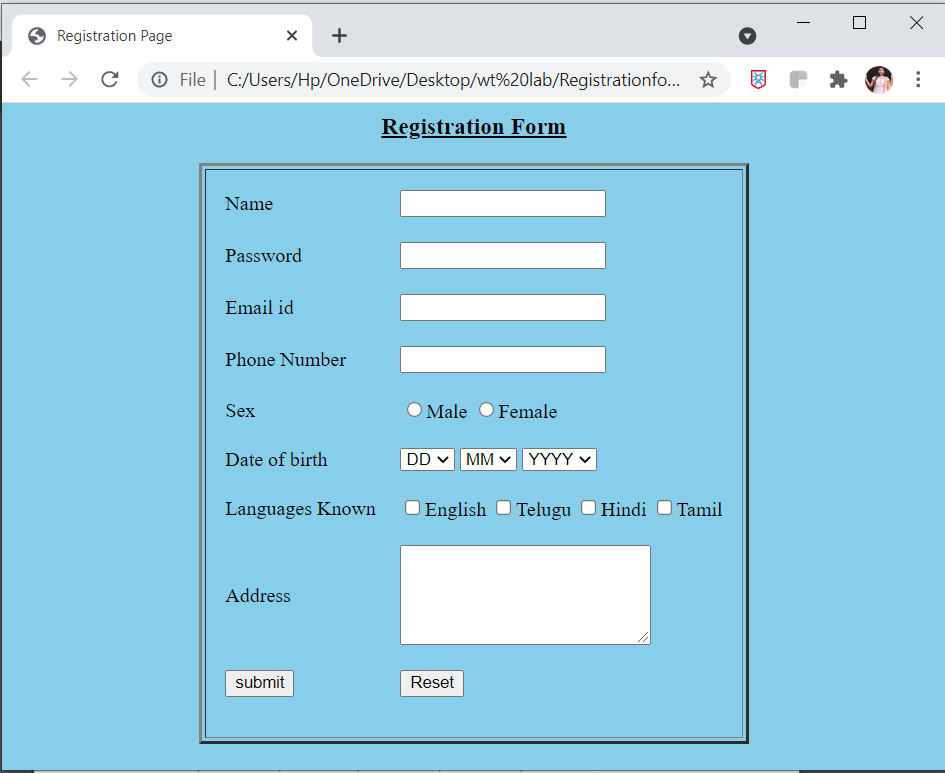 Registration Page
File | C:/Users/Hp/OneDrive/Desktop/wt%20lab/Registrationfo...
Registration Form
Name
Password
Email id
Phone Number
Sex Male Female
Date of birth DD MM YYYY
Languages Known English Telugu Hindi Tamil
Address
submit Reset